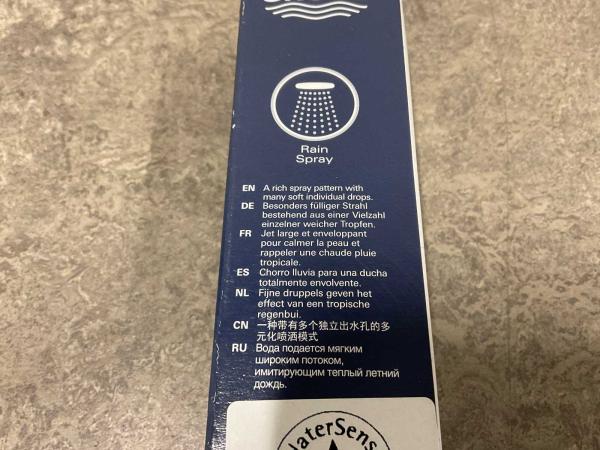 Rain
Spray
EN A rich spray pattern with
many soft individual drops.
DE Besonders fülliger Strahl
bestehend aus einer Vielzahl
einzelner weicher Tropfen.
FR Jet large et enveloppant
pour calmer la peau et
rappeler une chaude pluie
tropicale.
ES Chorro lluvia para una ducha
totalmente envolvente.
NL Fijne druppels geven het
effect van een tropische
regenbui.
CN 一种带有多个独立出水孔的多
元化喷洒模式
RU Вода подается мягким
широким потоком,
имитирующим теплый летний
дождь.